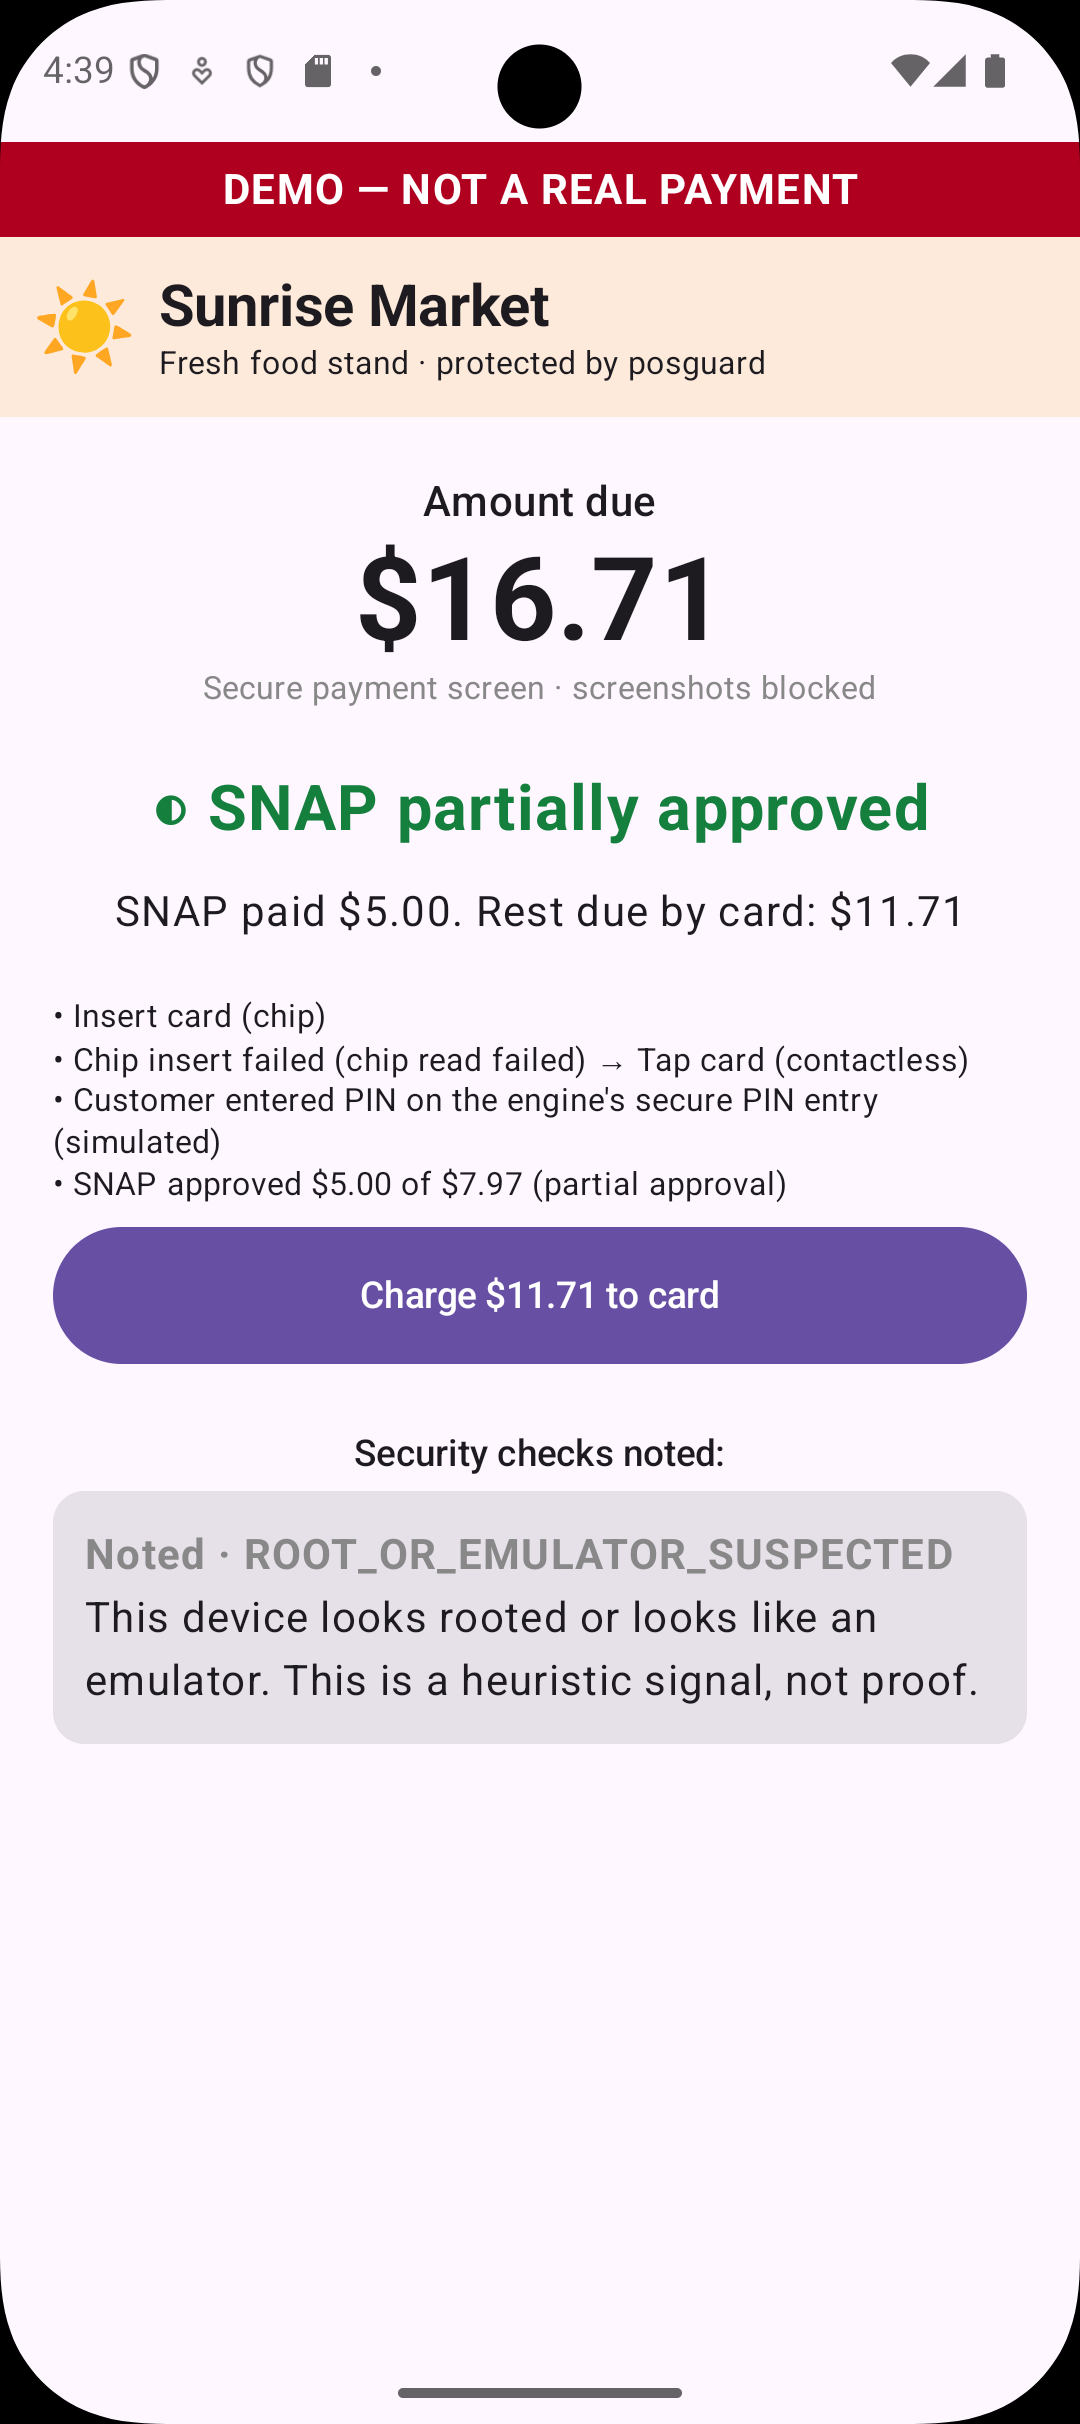 4:39
DEMO — NOT A REAL PAYMENT
Sunrise Market
Fresh food stand · protected by posguard
Amount due
$16.71
Secure payment screen · screenshots blocked
◐ SNAP partially approved
SNAP paid $5.00. Rest due by card: $11.71
• Insert card (chip)
• Chip insert failed (chip read failed) → Tap card (contactless)
• Customer entered PIN on the engine's secure PIN entry
(simulated)
• SNAP approved $5.00 of $7.97 (partial approval)
Charge $11.71 to card
Security checks noted:
Noted · ROOT_OR_EMULATOR_SUSPECTED
This device looks rooted or looks like an
emulator. This is a heuristic signal, not proof.